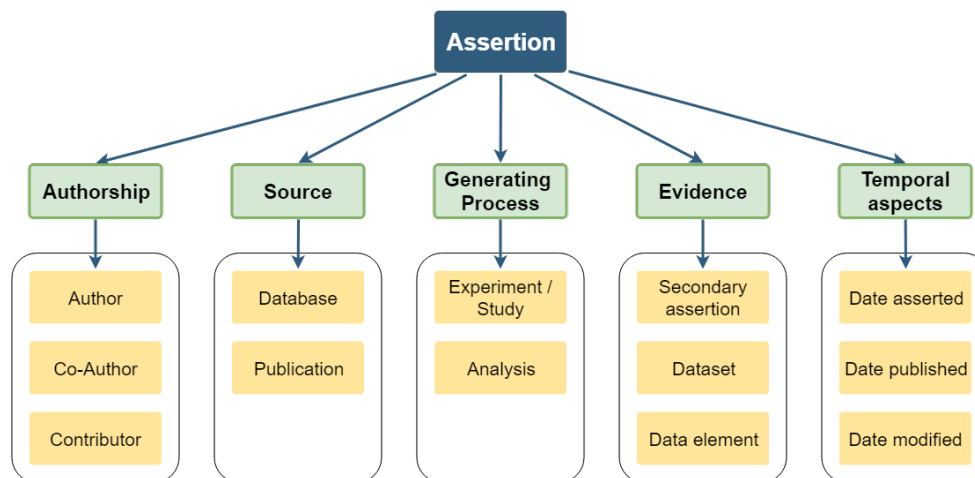 Assertion
Authorship
Source
Generating
Process
Evidence
Temporal
aspects
Author
Co-Author
Contributor
Database
Publication
Experiment /
Study
Analysis
Secondary
assertion
Dataset
Data element
Date asserted
Date published
Date modified